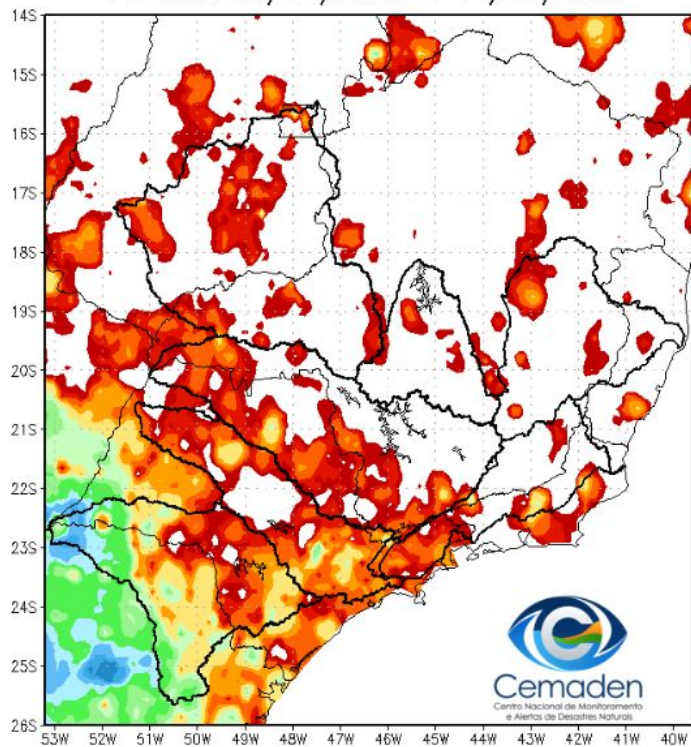 14S
15S
16S
17S
18S
19S
20S
21S
22S
23S
24S
25S
26S
53W 52W 51W 50W 49W 48W 47W 46W 45W 44W 43W 42W 41W 40W
Cemaden
Centro Nacional de Monitoramento
e Alertas de Desastres Naturais